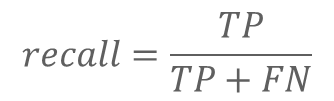 recall = TP / TP + FN